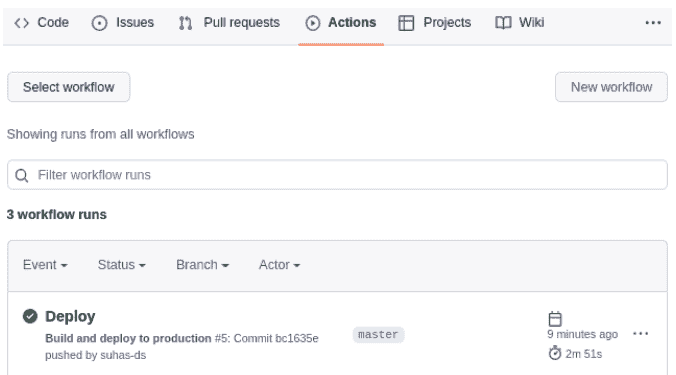 Code Issues Pull requests Actions Projects Wiki
Select workflow New workflow
Showing runs from all workflows
Filter workflow runs
3 workflow runs
Event Status Branch Actor
Deploy
Build and deploy to production #5: Commit bc1635e
pushed by suhas-ds
master
9 minutes ago
2m 51s